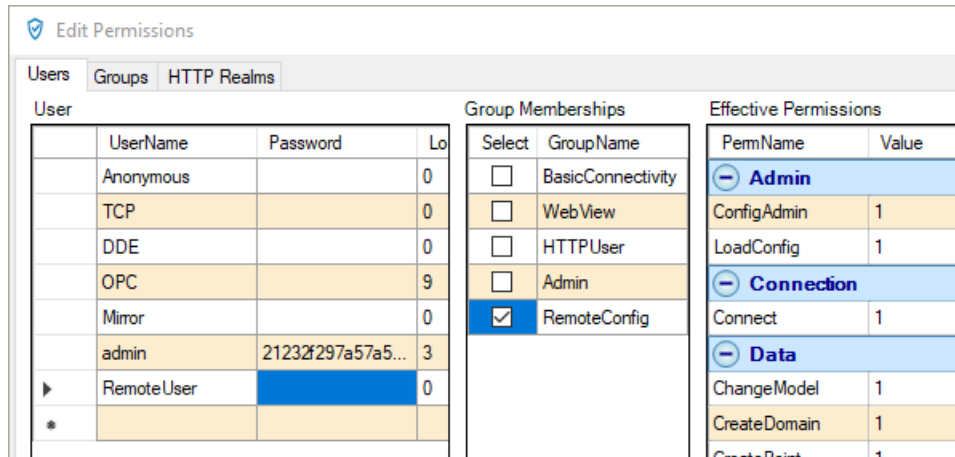 Edit Permissions
Users Groups HTTP Realms
User Group Memberships Effective Permissions
UserName Password Lo Select GroupName PermName Value
Anonymous 0 BasicConnectivity Admin
TCP 0 WebView ConfigAdmin 1
DDE 0 HTTPUser LoadConfig 1
OPC 9 Admin Connection
Mirror 0 RemoteConfig Connect 1
admin 21232f297a57a5... 3 Data
RemoteUser 0 ChangeModel 1
CreateDomain 1
CreatePoint 1